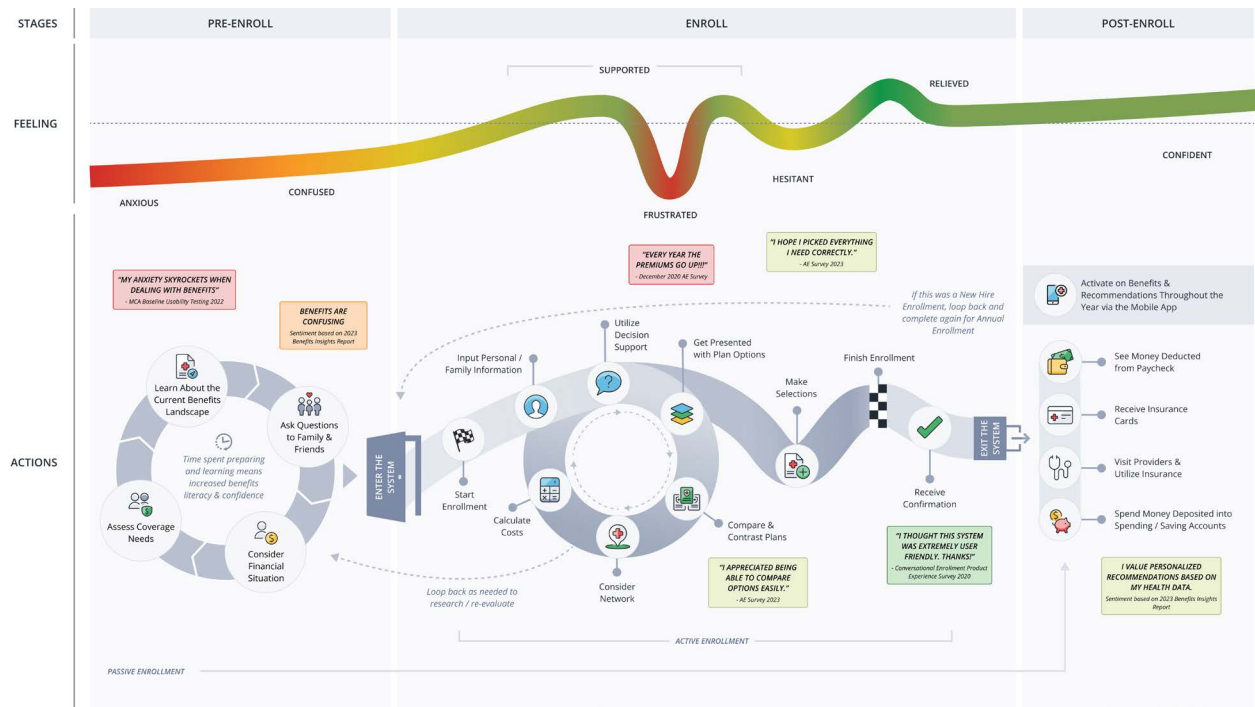 STAGES
PRE-ENROLL
ENROLL
POST-ENROLL
FEELING
ANXIOUS
CONFUSED
SUPPORTED
FRUSTRATED
HESITANT
RELIEVED
CONFIDENT
ACTIONS
"MY ANXIETY SKYROCKETS WHEN
DEALING WITH BENEFITS"
- MCA Baseline Usability Testing 2022
BENEFITS ARE
CONFUSING
Sentiment based on 2023
Benefits Insights Report
Learn About the
Current Benefits
Landscape
Ask Questions
to Family &
Friends
Consider
Financial
Situation
Assess Coverage
Needs
Time spent preparing
and learning means
increased benefits
literacy & confidence
ENTER THE
SYSTEM
Start
Enrollment
Input Personal /
Family Information
Utilize
Decision
Support
Get Presented
with Plan Options
Compare &
Contrast Plans
Consider
Network
Calculate
Costs
Loop back as needed to
research / re-evaluate
"EVERY YEAR THE
PREMIUMS GO UP!!!"
- December 2020 AE Survey
"I HOPE I PICKED EVERYTHING
I NEED CORRECTLY."
- AE Survey 2023
"I APPRECIATED BEING
ABLE TO COMPARE
OPTIONS EASILY."
- AE Survey 2023
Make
Selections
Finish Enrollment
If this was a New Hire
Enrollment, loop back and
complete again for Annual
Enrollment
Receive
Confirmation
"I THOUGHT THIS SYSTEM
WAS EXTREMELY USER
FRIENDLY. THANKS!"
- Conversational Enrollment Product
Experience Survey 2020
EXIT THE
SYSTEM
Activate on Benefits &
Recommendations Throughout the
Year via the Mobile App
See Money Deducted
from Paycheck
Receive Insurance
Cards
Visit Providers &
Utilize Insurance
Spend Money Deposited into
Spending / Saving Accounts
I VALUE PERSONALIZED
RECOMMENDATIONS BASED ON
MY HEALTH DATA.
Sentiment based on 2023 Benefits Insights
Report
ACTIVE ENROLLMENT
PASSIVE ENROLLMENT